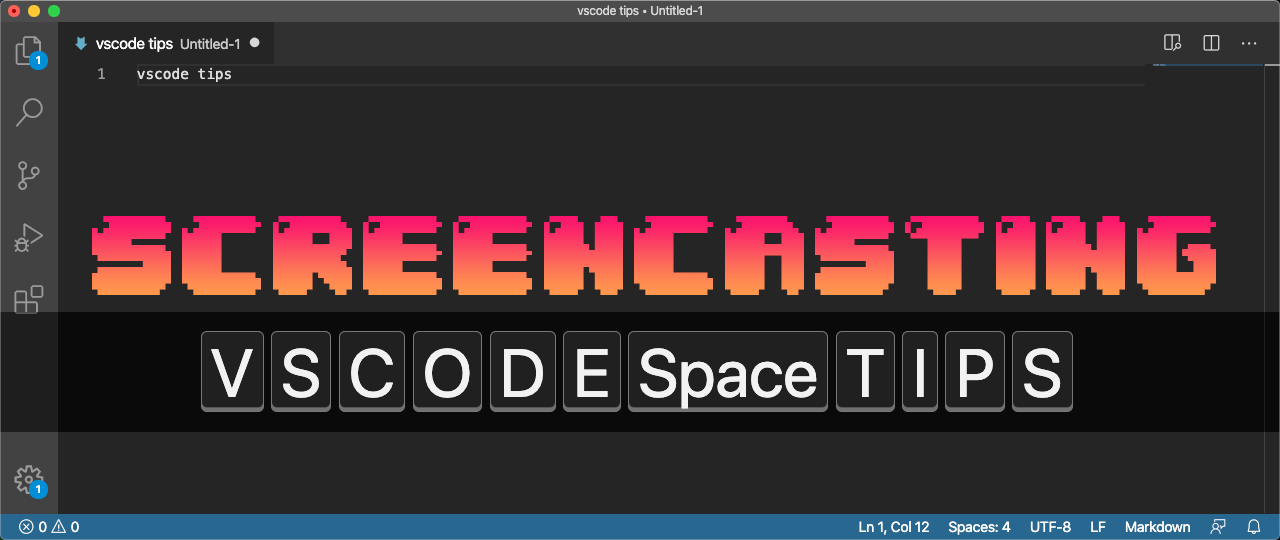 vscode tips • Untitled-1
vscode tips Untitled-1
1
1 vscode tips
SCREENCASTING
V S C O D E Space T I P S
1
0 0 Ln 1, Col 12 Spaces: 4 UTF-8 LF Markdown